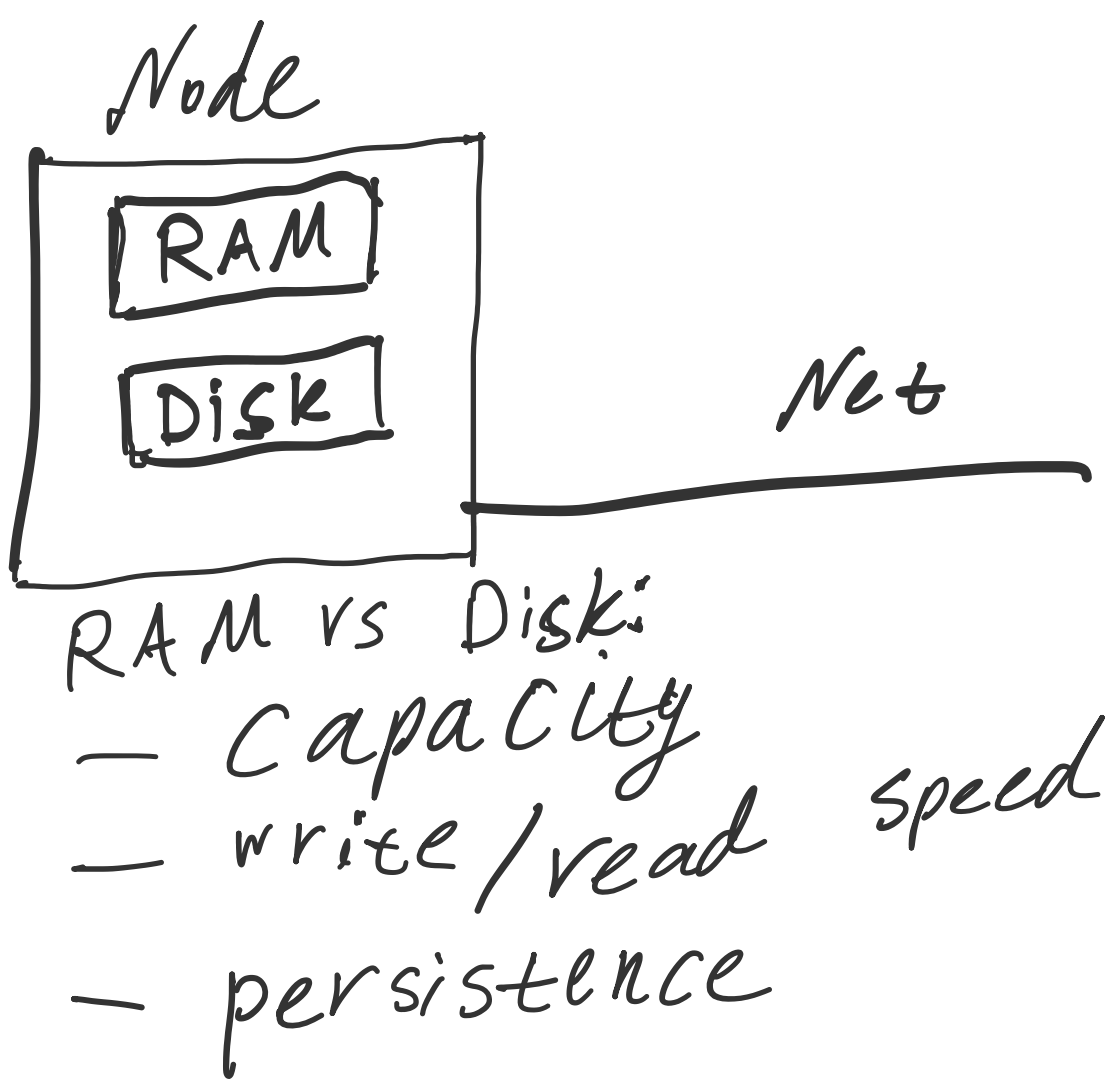 Node
RAM
Disk
Net
RAM vs Disk:
- capacity
- write/read speed
- persistence